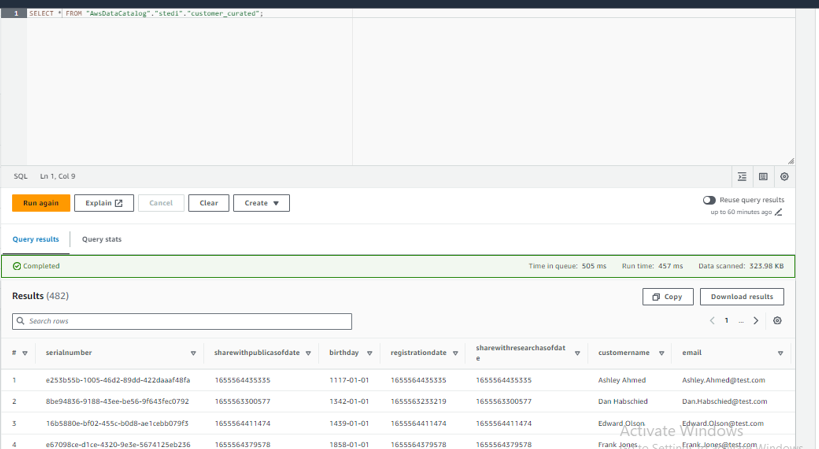 1 SELECT * FROM "AwsDataCatalog"."stedi"."customer_curated";
SQL Ln 1, Col 9
Run again Explain Cancel Clear Create Reuse query results
up to 60 minutes ago
Query results Query stats
Completed Time in queue: 505 ms Run time: 457 ms Data scanned: 323.98 KB
Results (482) Copy Download results
Search rows 1 ...
# serialnumber sharewithpublicasofdate birthday registrationdate sharewithresearchasofdat
e customername email
1 e253b55b-1005-46d2-89dd-422daaaf48fa 1655564435335 1117-01-01 1655564435335 1655564435335 Ashley Ahmed Ashley.Ahmed@test.com
2 8be94836-9188-43ee-be56-9f643fec0792 1655563300577 1342-01-01 1655563233219 1655563300577 Dan Habschied Dan.Habschied@test.com
3 16b5880e-bf02-455c-b0d8-ae1cebb079f3 1655564411474 1439-01-01 1655564411474 1655564411474 Edward Olson Edward.Olson@test.com
Activate Windows
4 e67098ce-d1ce-4320-9e3e-5674125eb236 1655564379578 1858-01-01 1655564379578 1655564379578 Frank Jones Frank.Jones@test.com